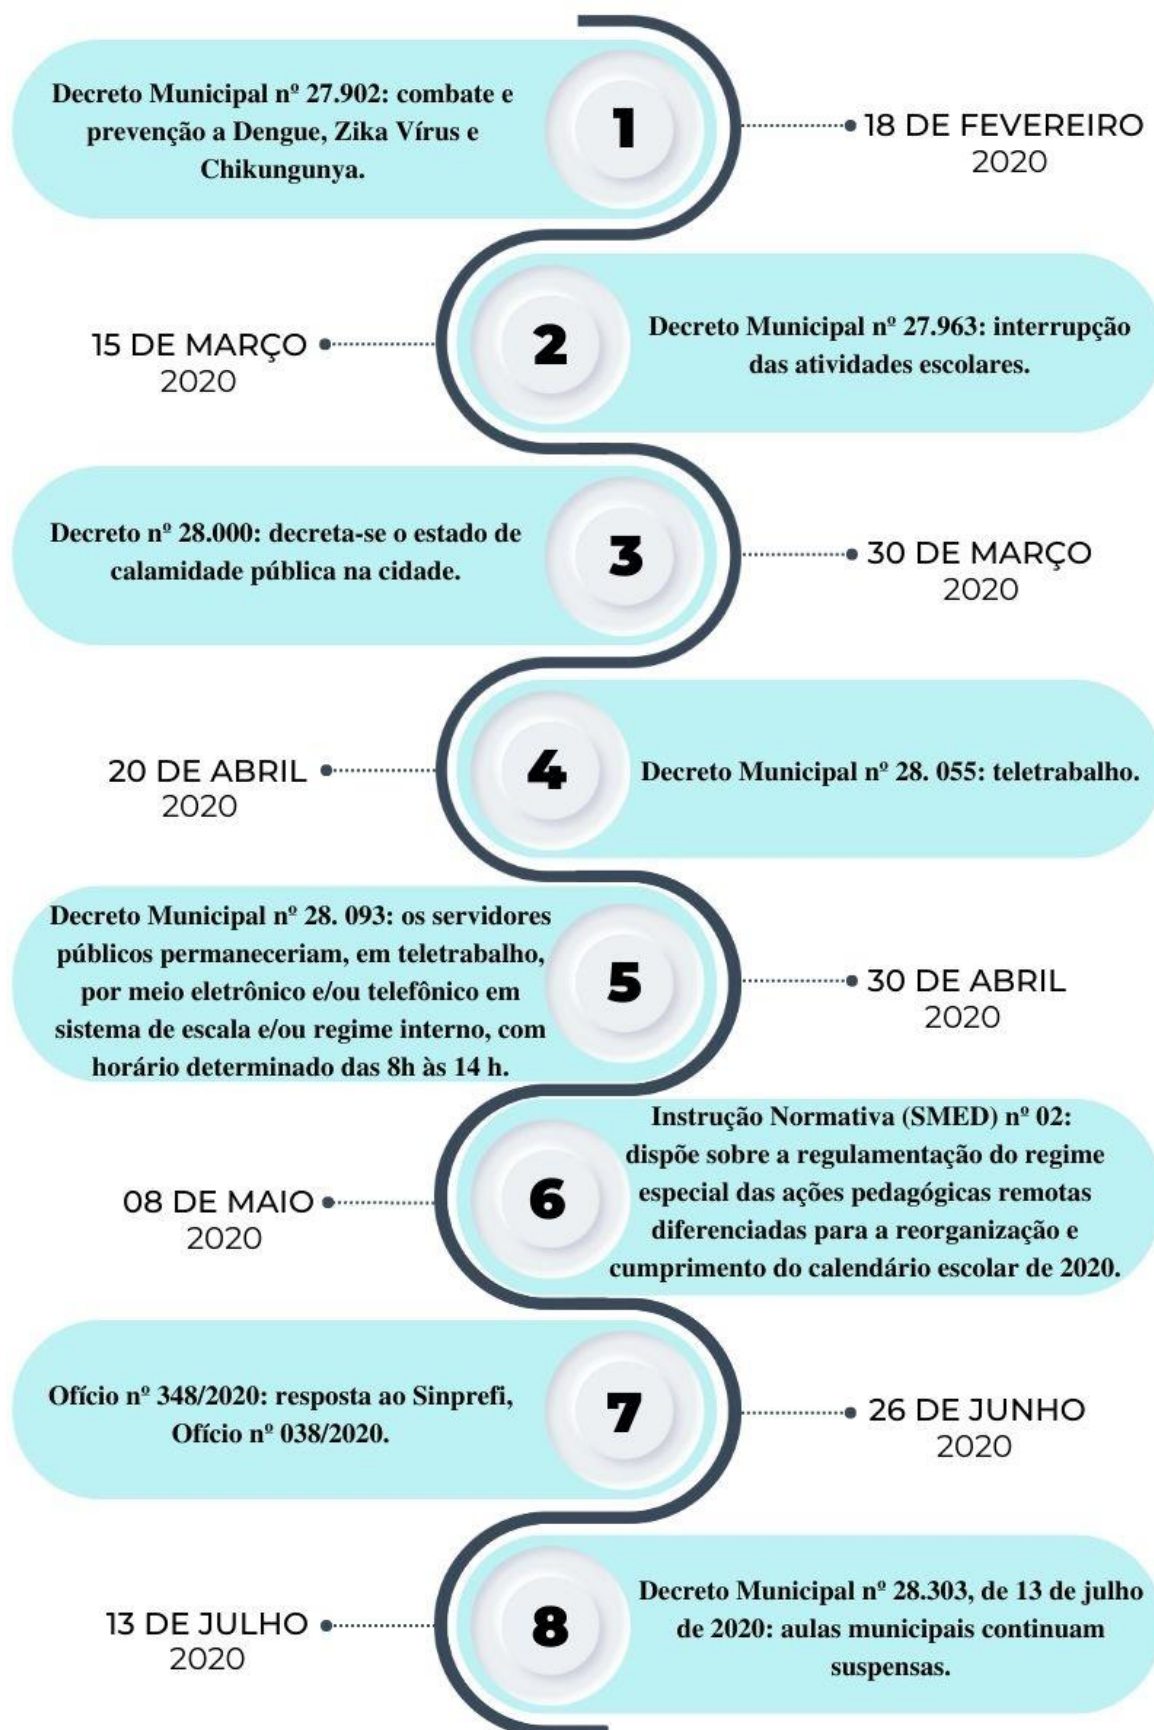 Decreto Municipal nº 27.902: combate e
prevenção a Dengue, Zika Vírus e
Chikungunya.
1
18 DE FEVEREIRO
2020
15 DE MARÇO
2020
2
Decreto Municipal nº 27.963: interrupção
das atividades escolares.
Decreto nº 28.000: decreta-se o estado de
calamidade pública na cidade.
3
30 DE MARÇO
2020
20 DE ABRIL
2020
4
Decreto Municipal nº 28. 055: teletrabalho.
Decreto Municipal nº 28. 093: os servidores
públicos permaneceriam, em teletrabalho,
por meio eletrônico e/ou telefônico em
sistema de escala e/ou regime interno, com
horário determinado das 8h às 14 h.
5
30 DE ABRIL
2020
08 DE MAIO
2020
6
Instrução Normativa (SMED) nº 02:
dispõe sobre a regulamentação do regime
especial das ações pedagógicas remotas
diferenciadas para a reorganização e
cumprimento do calendário escolar de 2020.
Ofício nº 348/2020: resposta ao Sinprefi,
Ofício nº 038/2020.
7
26 DE JUNHO
2020
13 DE JULHO
2020
8
Decreto Municipal nº 28.303, de 13 de julho
de 2020: aulas municipais continuam
suspensas.